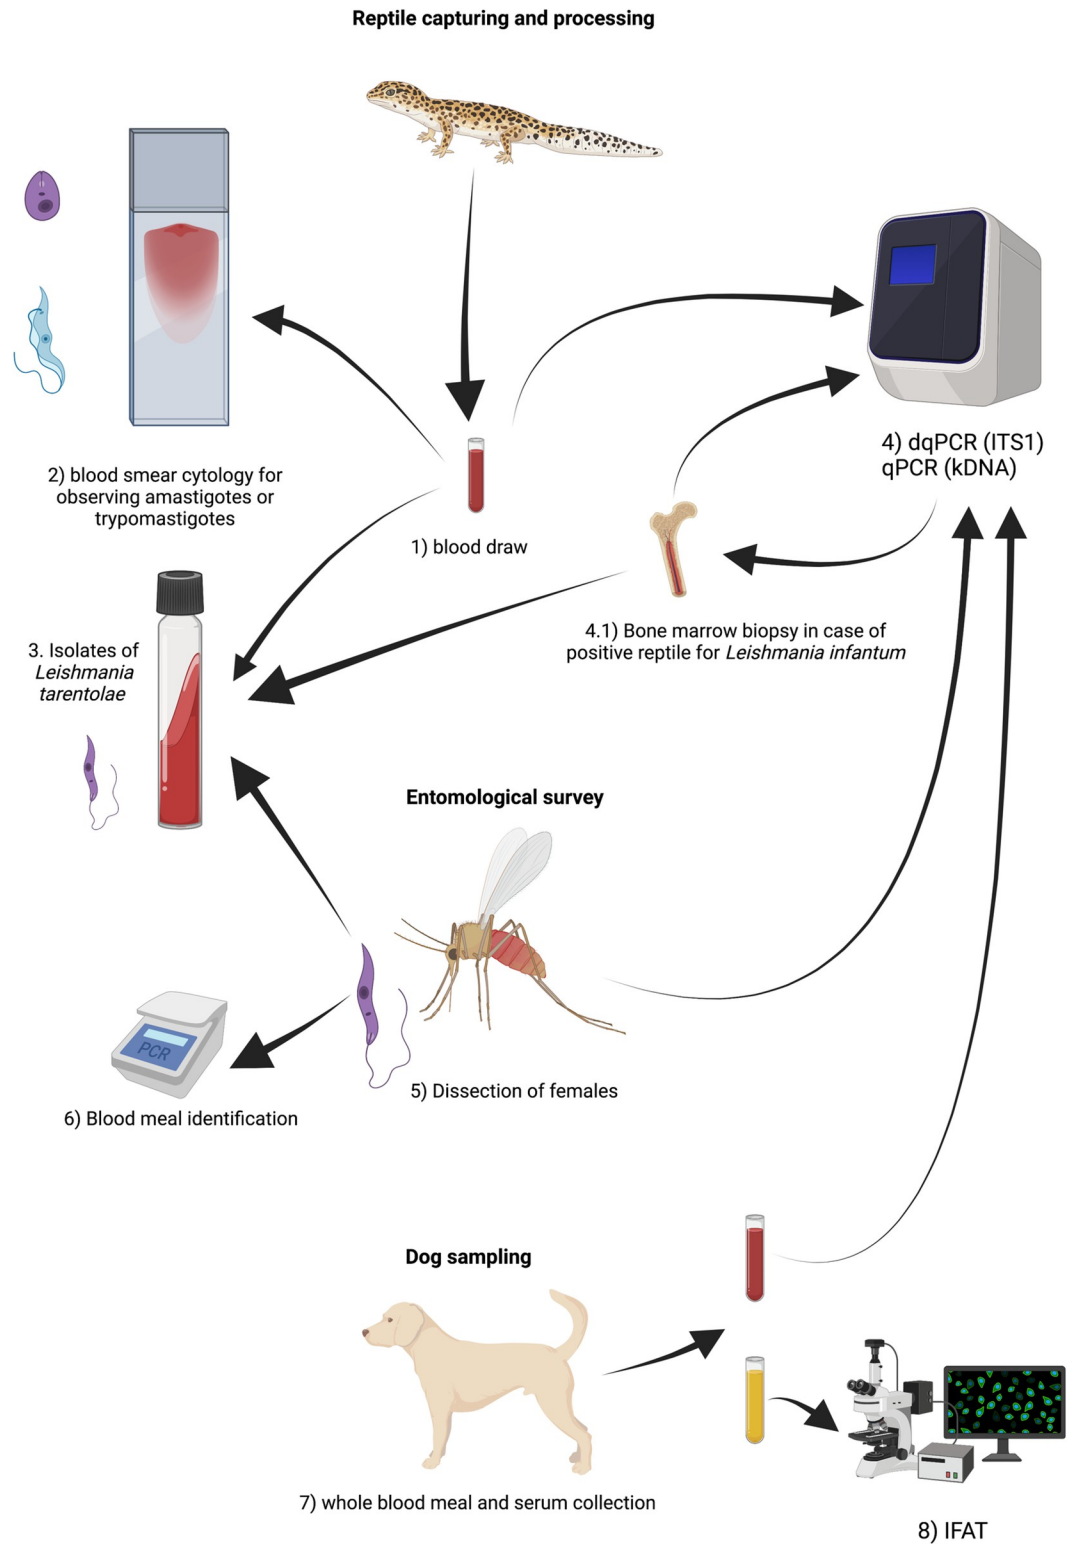 Reptile capturing and processing
4) dqPCR (ITS1)
qPCR (kDNA)
2) blood smear cytology for
observing amastigotes or
trypomastigotes
1) blood draw
4.1) Bone marrow biopsy in case of
positive reptile for Leishmania infantum
3. Isolates of
Leishmania
tarentolae
Entomological survey
PCR
5) Dissection of females
6) Blood meal identification
Dog sampling
7) whole blood meal and serum collection
8) IFAT